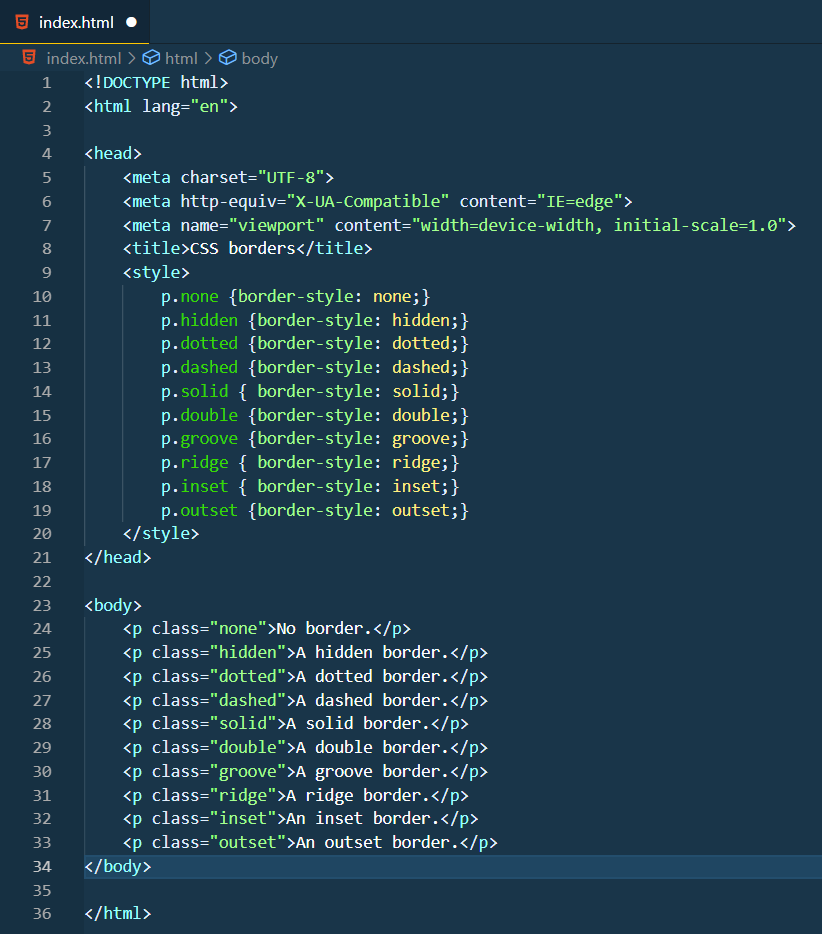 index.html
index.html > html > body
1 <!DOCTYPE html>
2 <html lang="en">
3
4 <head>
5     <meta charset="UTF-8">
6     <meta http-equiv="X-UA-Compatible" content="IE=edge">
7     <meta name="viewport" content="width=device-width, initial-scale=1.0">
8     <title>CSS borders</title>
9     <style>
10         p.none {border-style: none;}
11         p.hidden {border-style: hidden;}
12         p.dotted {border-style: dotted;}
13         p.dashed {border-style: dashed;}
14         p.solid { border-style: solid;}
15         p.double {border-style: double;}
16         p.groove {border-style: groove;}
17         p.ridge { border-style: ridge;}
18         p.inset { border-style: inset;}
19         p.outset {border-style: outset;}
20     </style>
21 </head>
22
23 <body>
24     <p class="none">No border.</p>
25     <p class="hidden">A hidden border.</p>
26     <p class="dotted">A dotted border.</p>
27     <p class="dashed">A dashed border.</p>
28     <p class="solid">A solid border.</p>
29     <p class="double">A double border.</p>
30     <p class="groove">A groove border.</p>
31     <p class="ridge">A ridge border.</p>
32     <p class="inset">An inset border.</p>
33     <p class="outset">An outset border.</p>
34 </body>
35
36 </html>